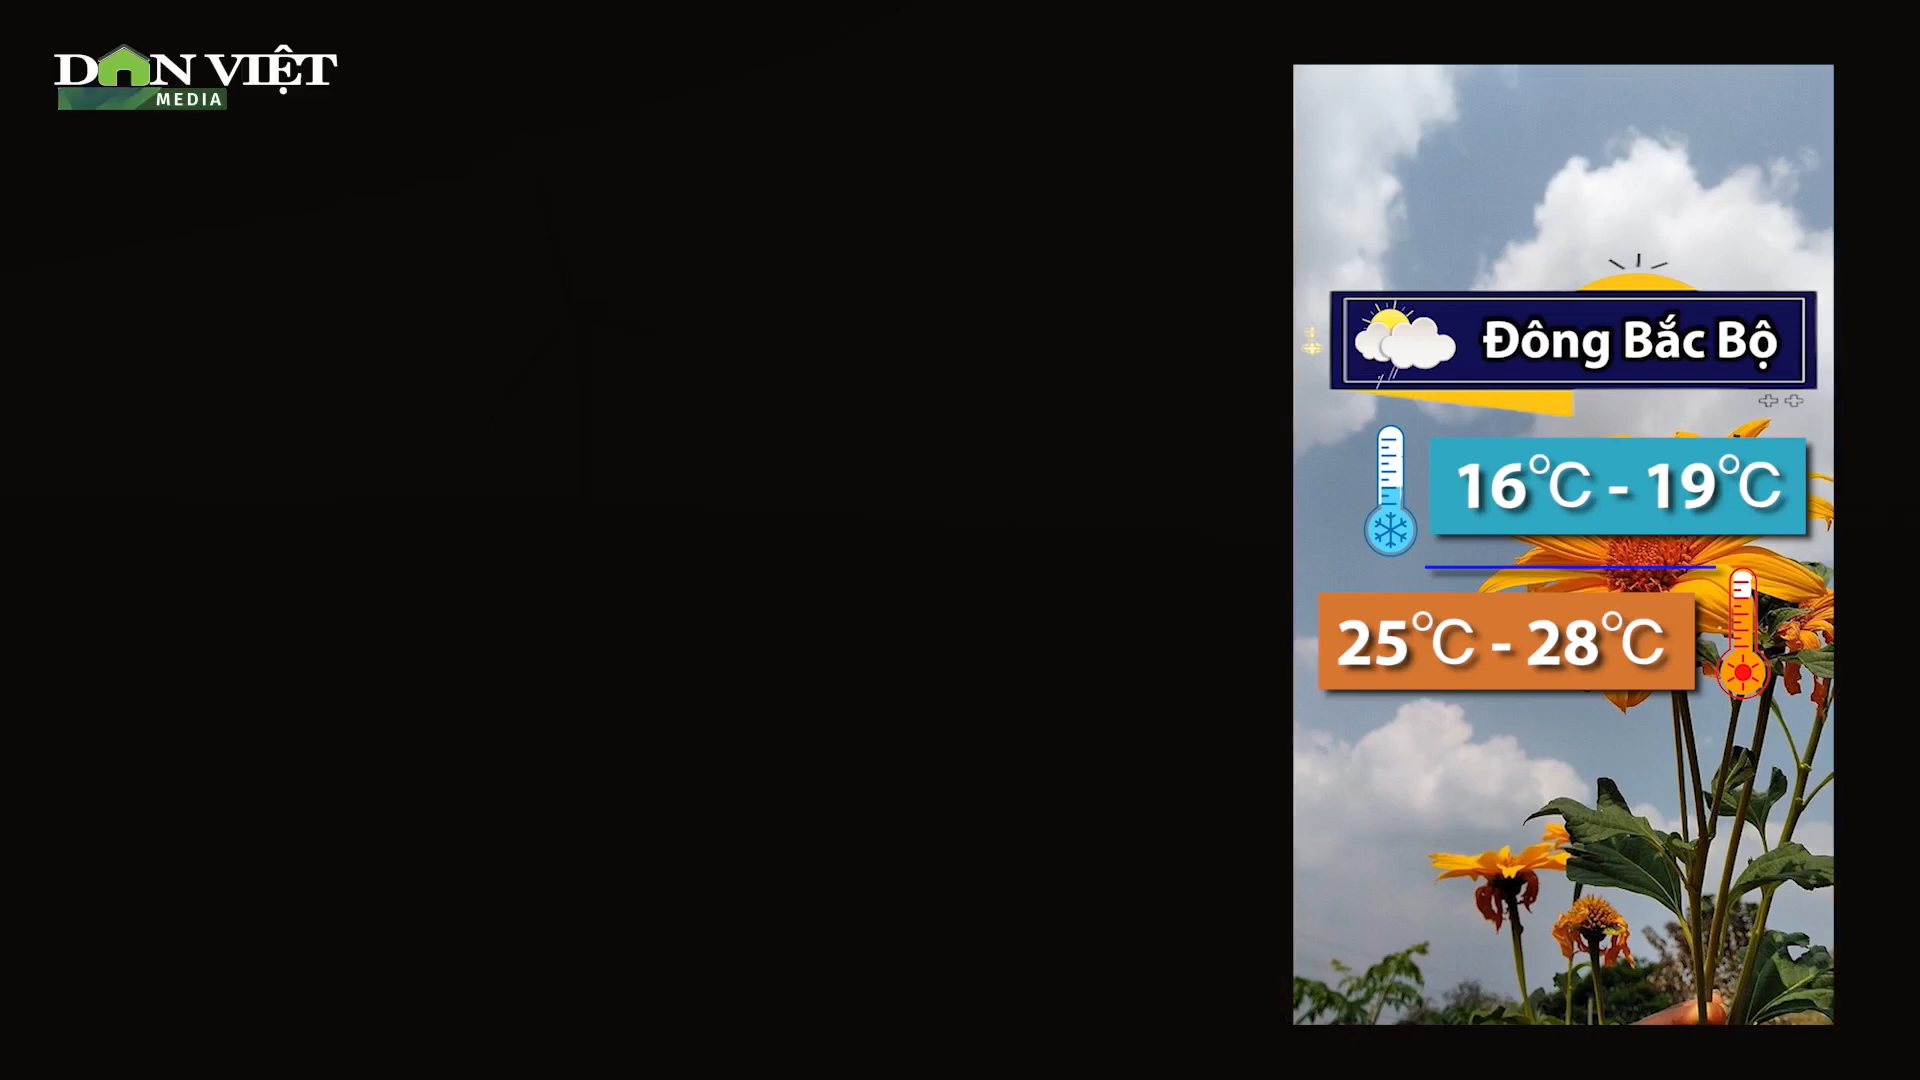 DÂN VIỆT
MEDIA
Đông Bắc Bộ
16°C - 19°C
25°C - 28°C